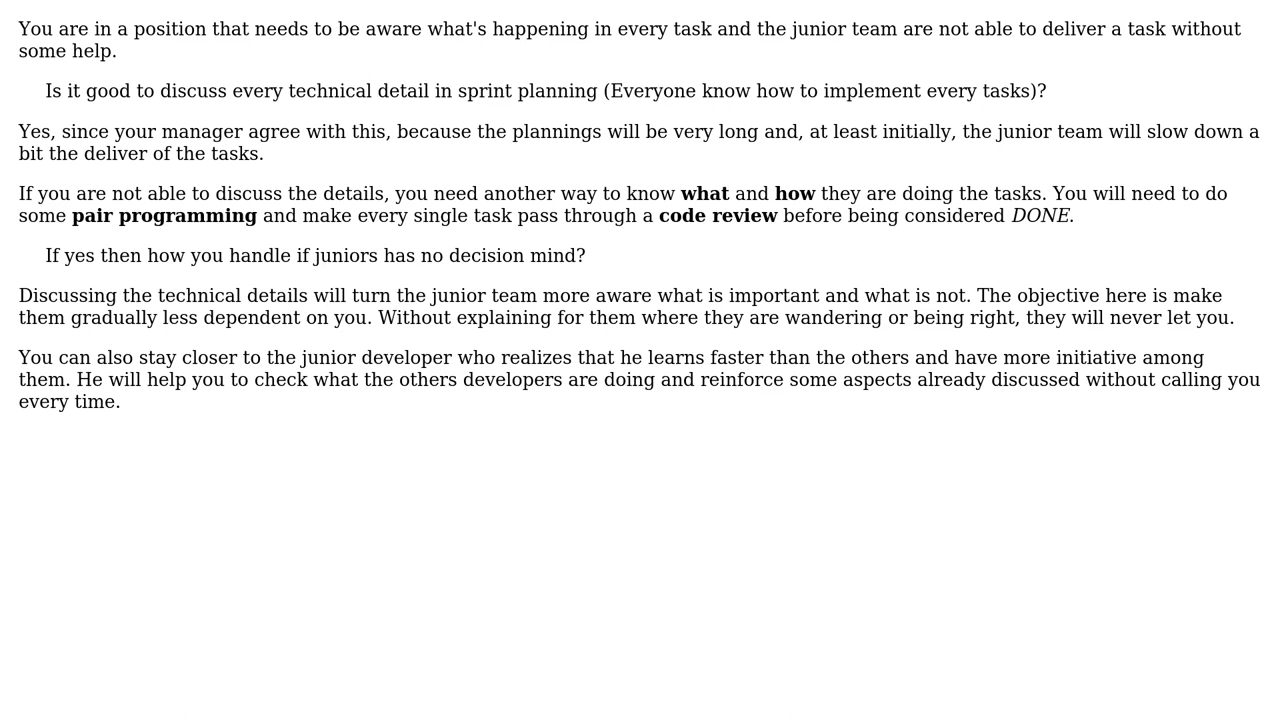 You are in a position that needs to be aware what's happening in every task and the junior team are not able to deliver a task without
some help.
Is it good to discuss every technical detail in sprint planning (Everyone know how to implement every tasks)?
Yes, since your manager agree with this, because the plannings will be very long and, at least initially, the junior team will slow down a
bit the deliver of the tasks.
If you are not able to discuss the details, you need another way to know what and how they are doing the tasks. You will need to do
some pair programming and make every single task pass through a code review before being considered DONE.
If yes then how you handle if juniors has no decision mind?
Discussing the technical details will turn the junior team more aware what is important and what is not. The objective here is make
them gradually less dependent on you. Without explaining for them where they are wandering or being right, they will never let you.
You can also stay closer to the junior developer who realizes that he learns faster than the others and have more initiative among
them. He will help you to check what the others developers are doing and reinforce some aspects already discussed without calling you
every time.